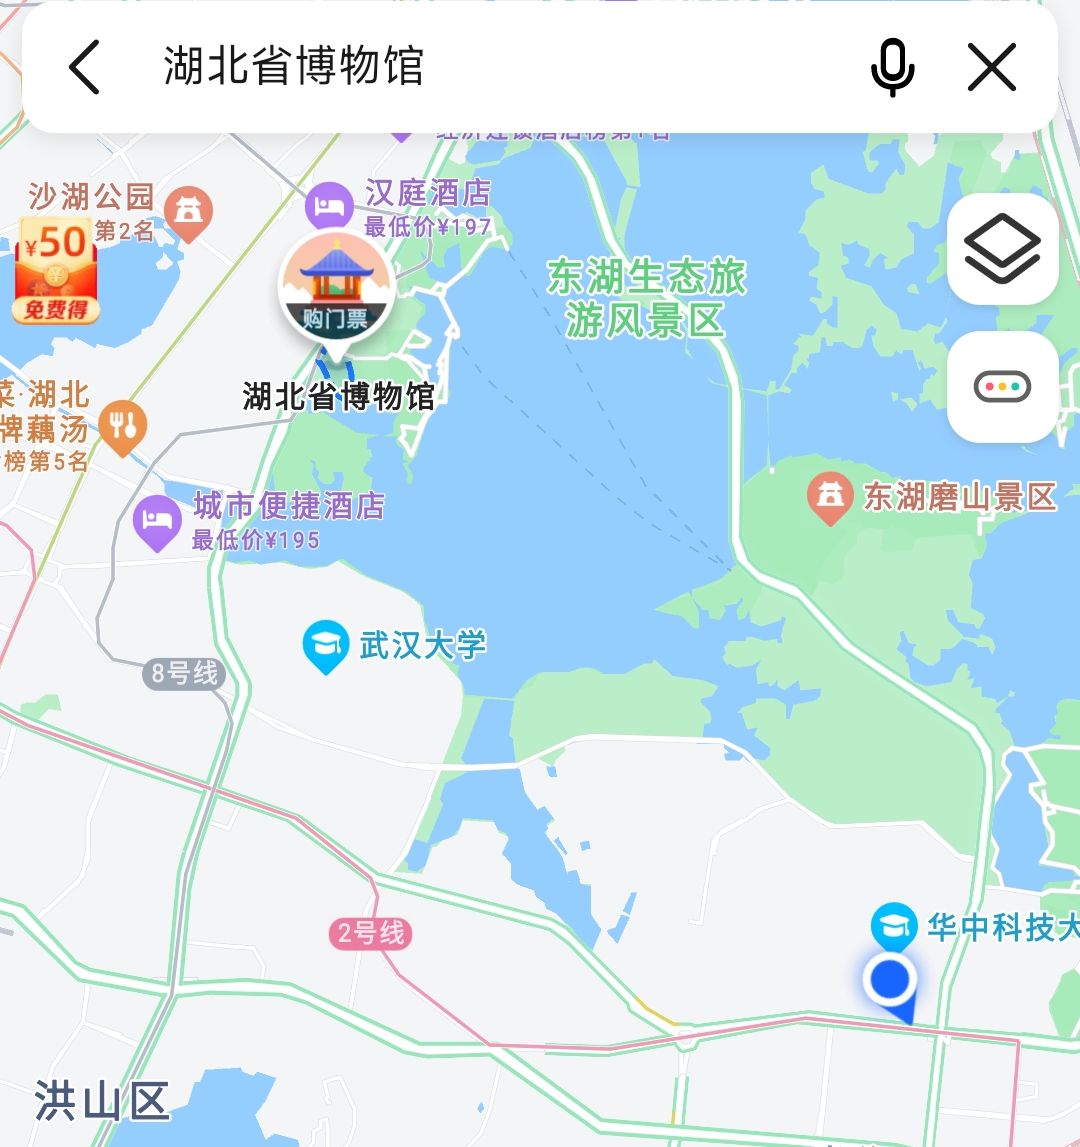 湖北省博物馆
沙湖公园
第2名
汉庭酒店
最低价¥197
¥50
免费得
购门票
湖北省博物馆
东湖生态旅
游风景区
菜·湖北
牌藕汤
榜第5名
城市便捷酒店
最低价¥195
东湖磨山景区
武汉大学
8号线
2号线
华中科技大
洪山区